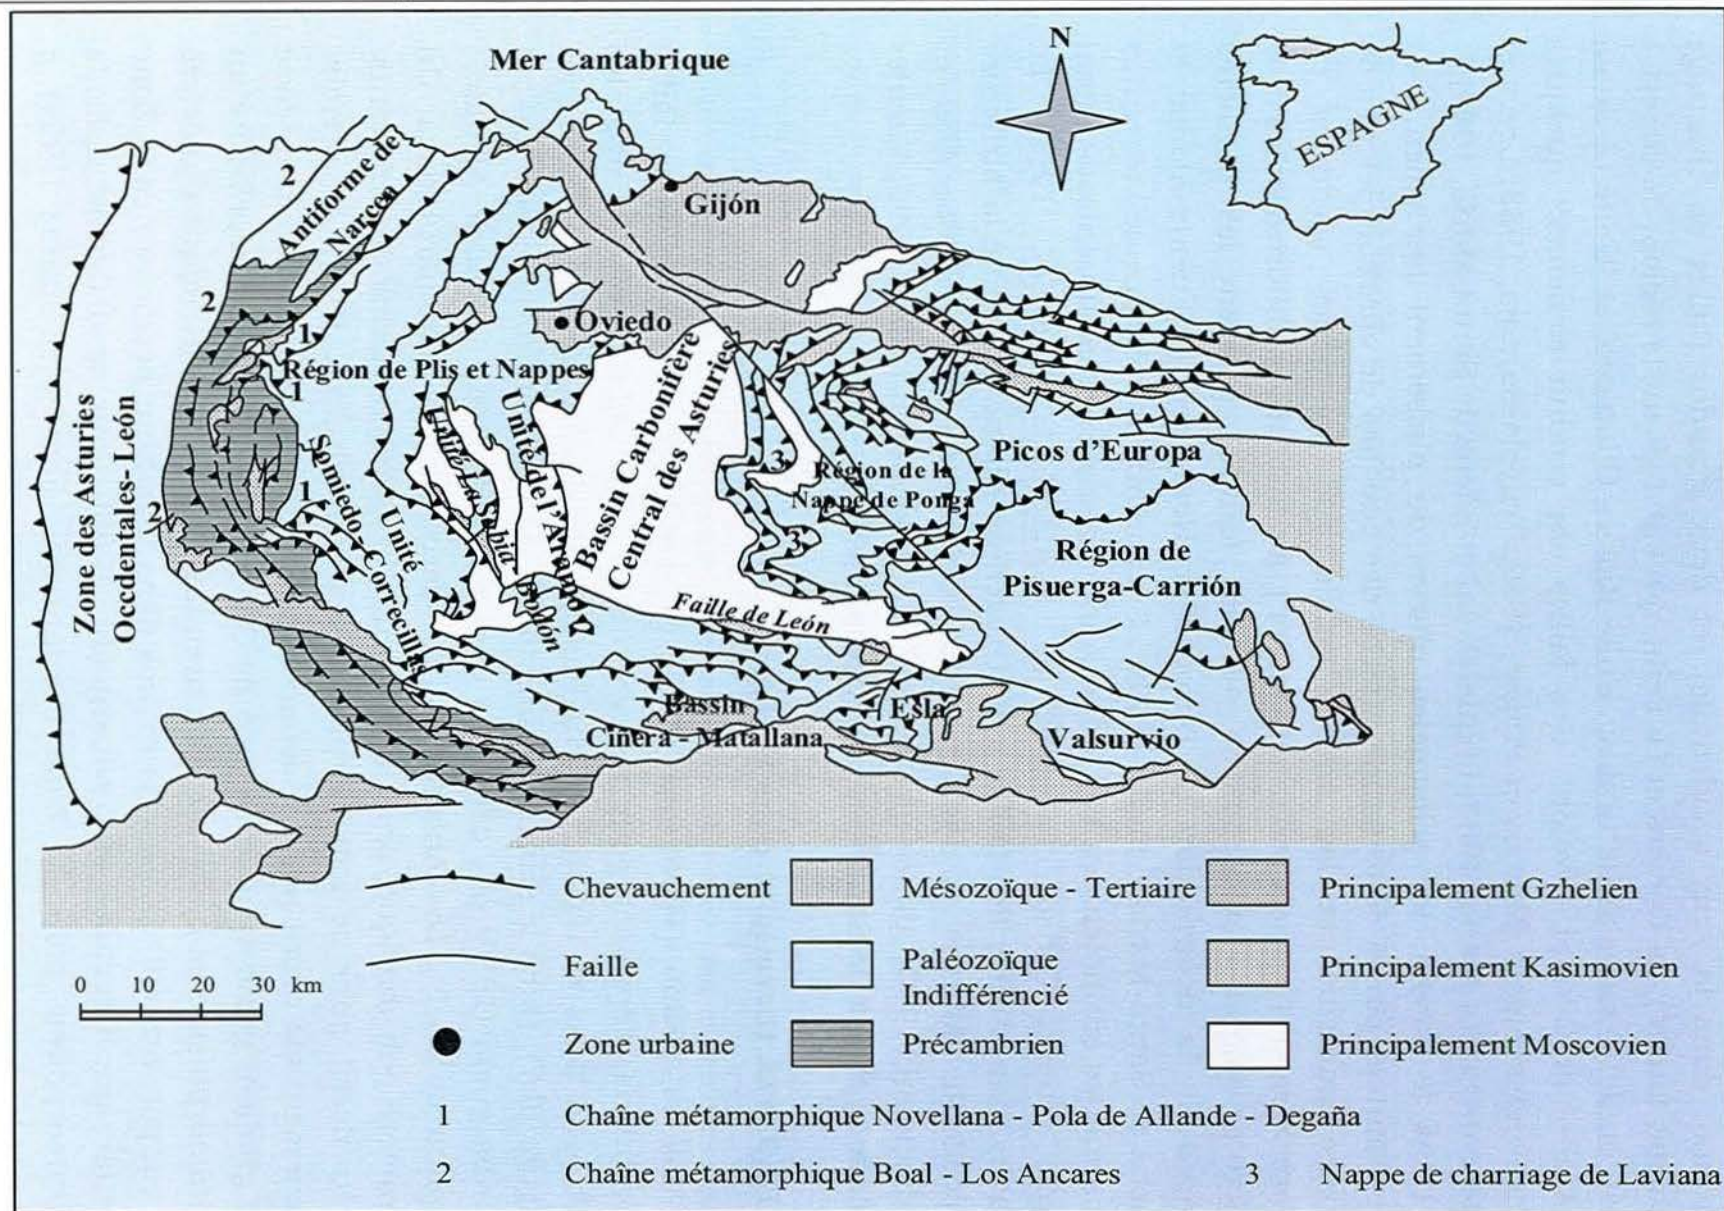 Mer Cantabrique
N
ESPAGNE
2
Antiforme de
Narcea
Gijón
2
1
Oviedo
Région de Plis et Nappes
1
Zone des Asturies
Occdentales- León
Somiedo - Correcillas
Unité
Unité La Sobia
Bodón
Unité de l'Aramo
Bassin Carbonifère
Central des Asturies
3
Région de la
Nappe de Ponga
Picos d'Europa
1
2
3
Région de
Pisuerga-Carrión
Faille de León
Bassin
Ciñera - Matallana
Esla
Valsurvio
Chevauchement
Mésozoïque - Tertiaire
Principalement Gzhelien
Faille
Paléozoïque
Indifférencié
Principalement Kasimovien
0 10 20 30 km
Zone urbaine
Précambrien
Principalement Moscovien
1 Chaîne métamorphique Novellana - Pola de Allande - Degaña
2 Chaîne métamorphique Boal - Los Ancares
3 Nappe de charriage de Laviana